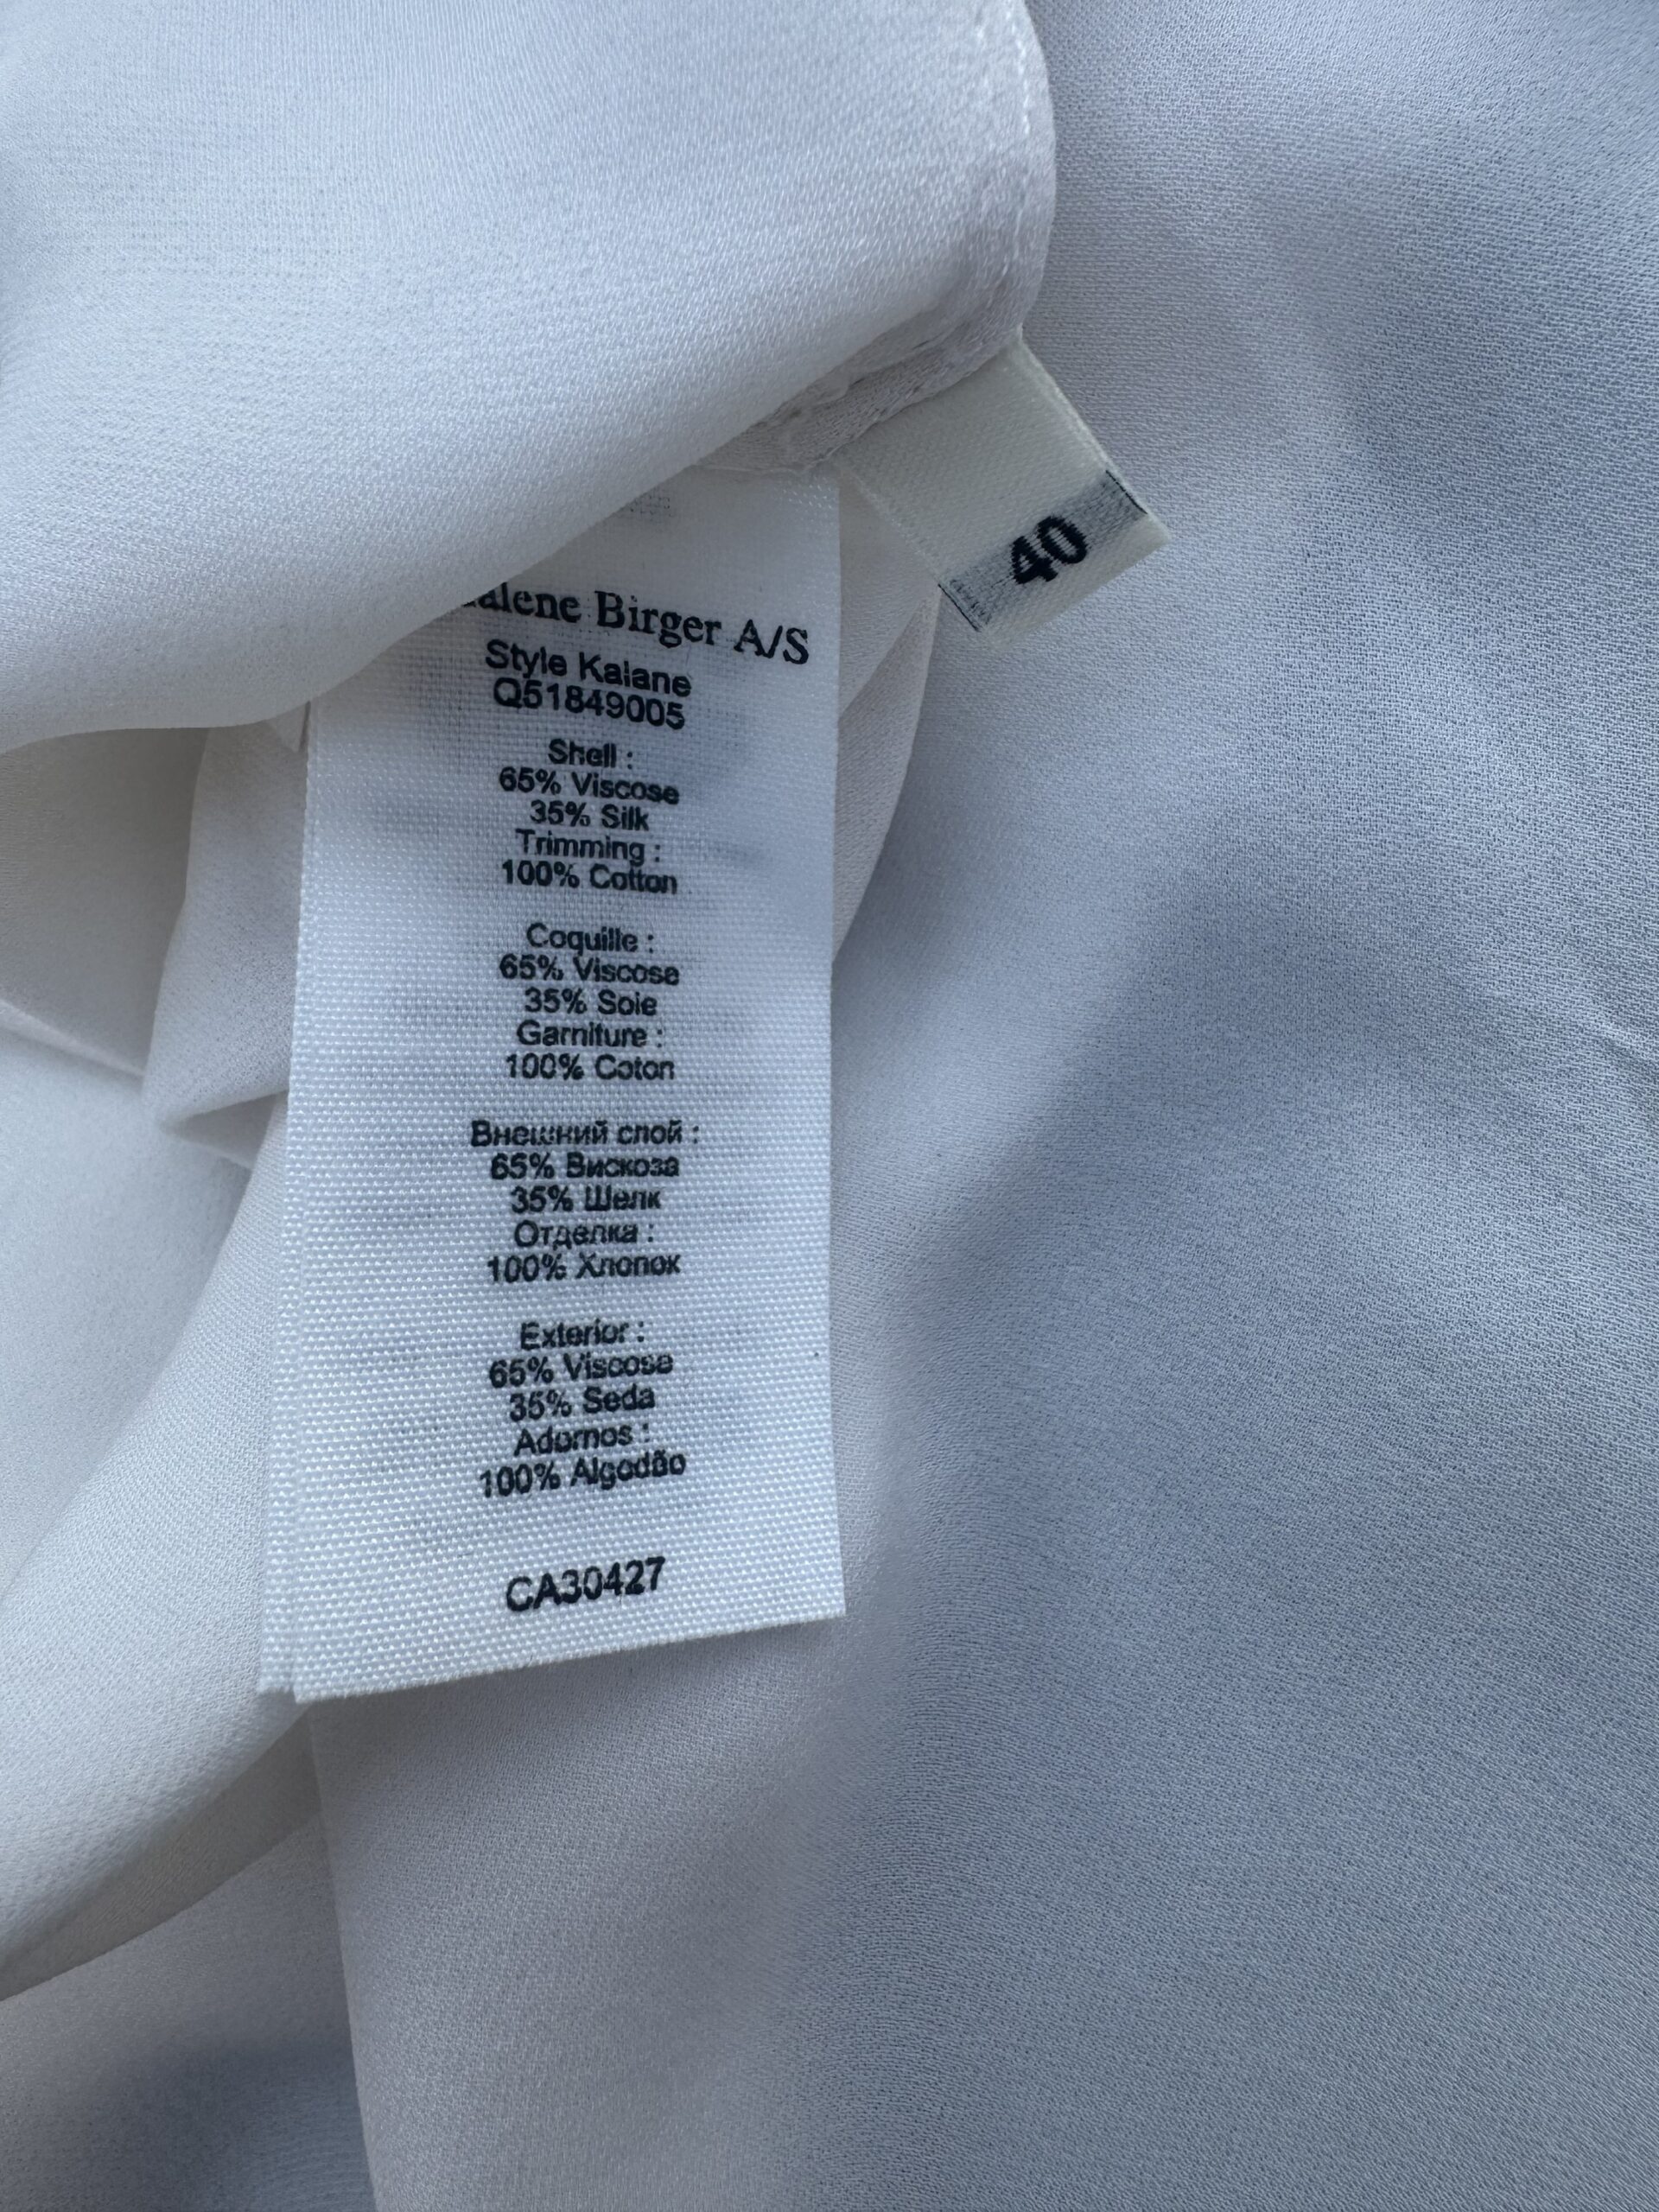 40
Birger A/S
Style Kalane
Q51849005
Shell :
65% Viscose
35% Silk
Trimming :
100% Cotton
Coquille :
65% Viscose
35% Soie
Garniture :
100% Coton
Внешний слой :
65% Вискоза
35% Шелк
Отделка :
100% Хлопок
Exterior :
65% Viscose
35% Seda
Adornos :
100% Algodão
CA30427